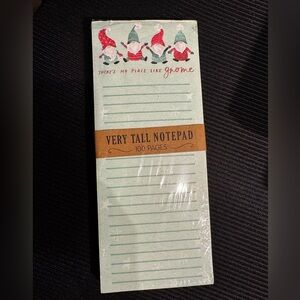 THERE'S NO PLACE LIKE gnome
VERY TALL NOTEPAD
100 PAGES